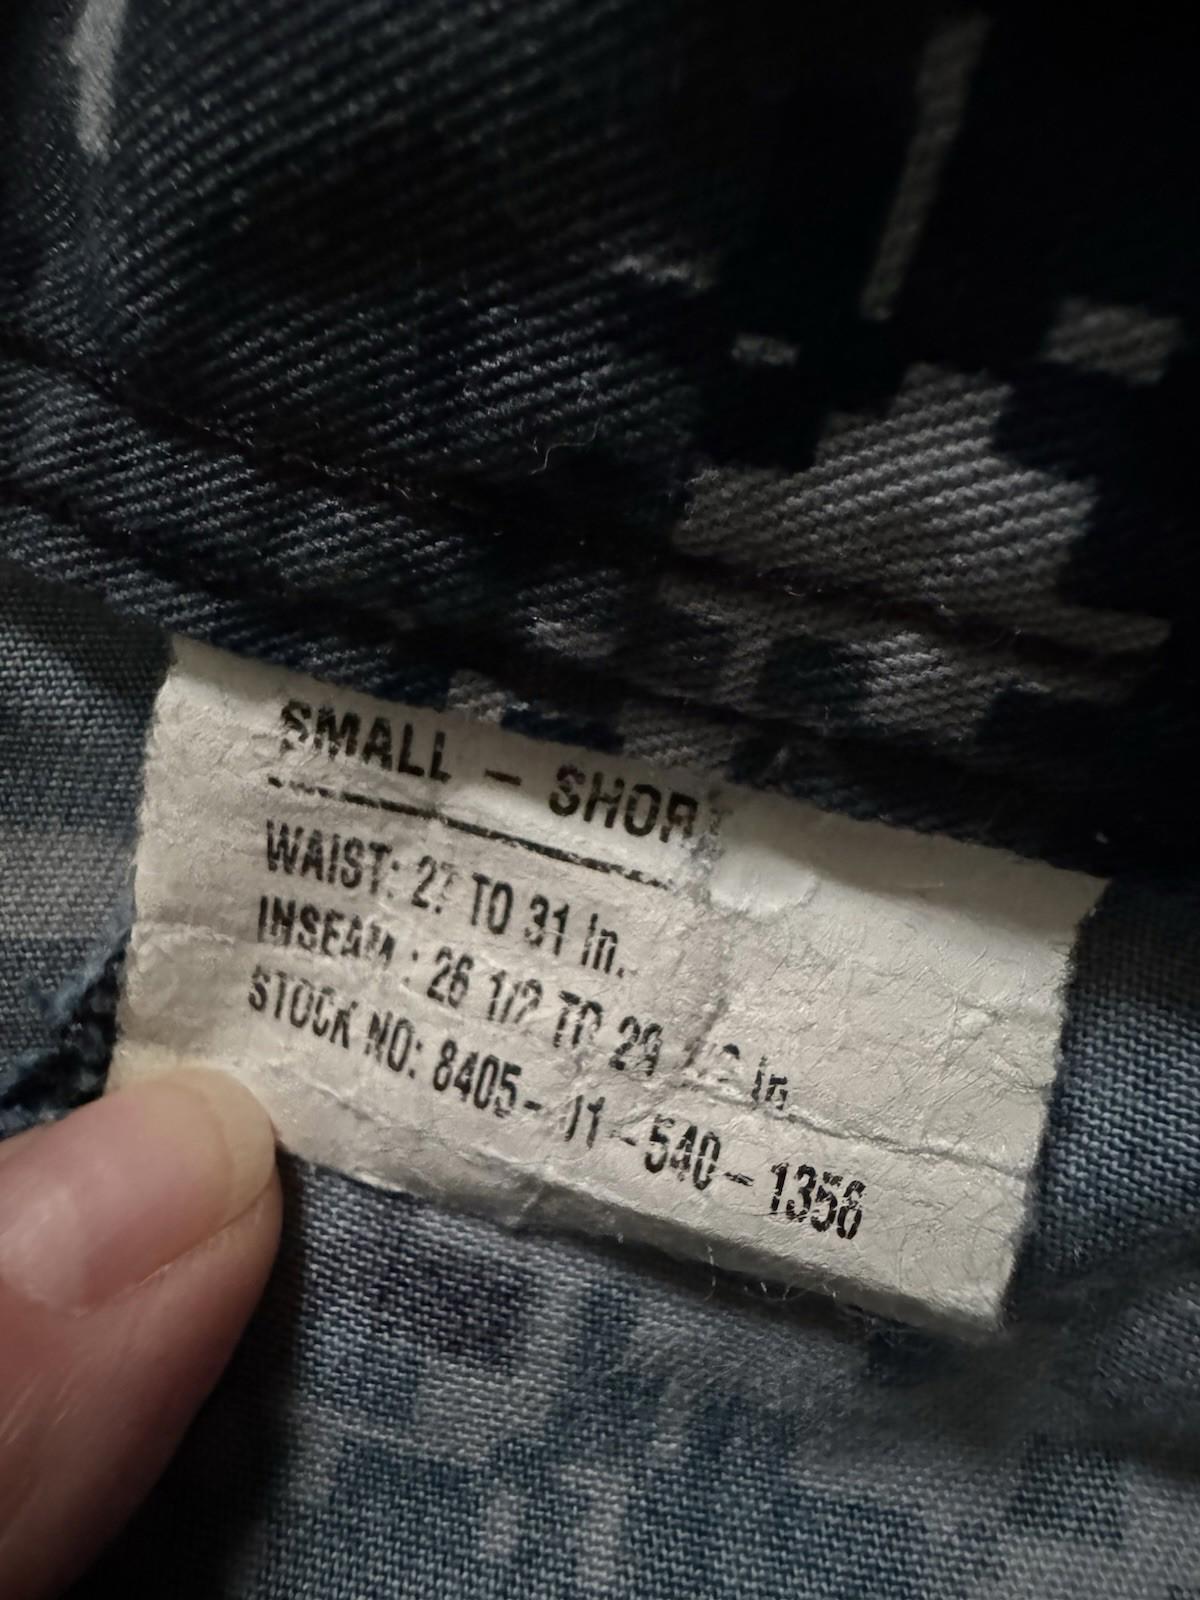 SMALL - SHORT
WAIST: 27 TO 31 In.
INSEAM : 26 1/2 TO 29 1/2 In.
STOCK NO: 8405-11-540-1356